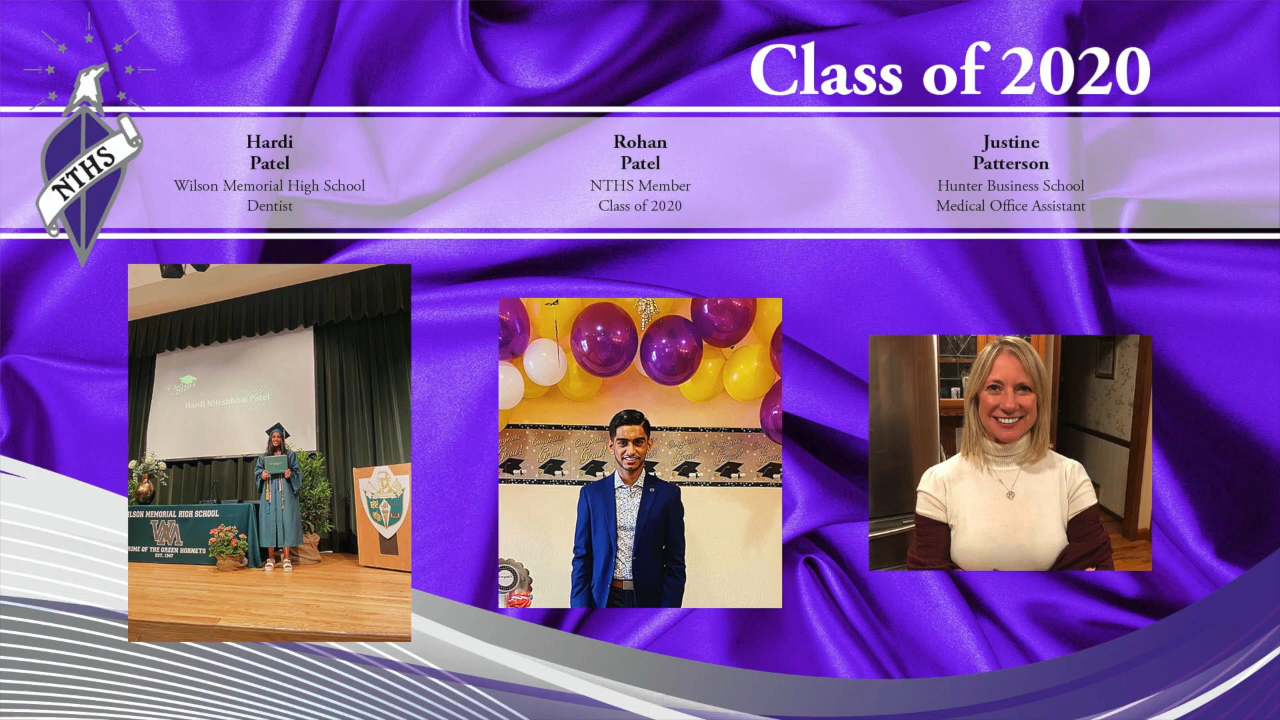 Class of 2020
NTHS
Hardi
Patel
Wilson Memorial High School
Dentist
Rohan
Patel
NTHS Member
Class of 2020
Justine
Patterson
Hunter Business School
Medical Office Assistant
Hardi Nileshbhai Patel
WILSON MEMORIAL HIGH SCHOOL
WM
HOME OF THE GREEN HORNETS
EST. 1947